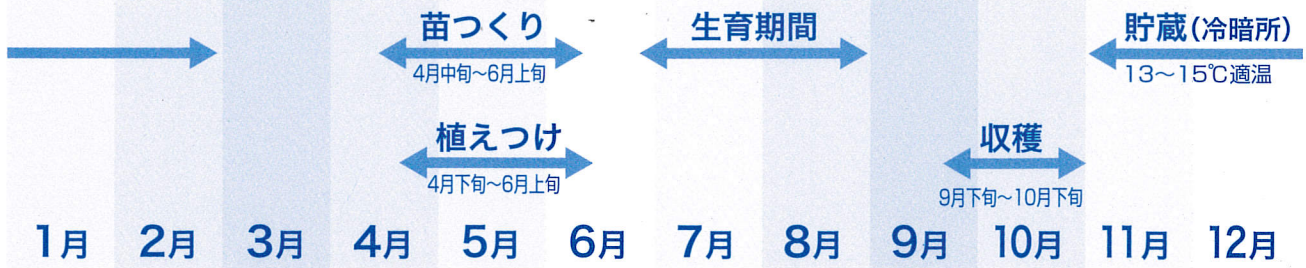 苗つくり
4月中旬~6月上旬
生育期間
貯蔵(冷暗所)
13~15℃適温
植えつけ
4月下旬~6月上旬
収穫
9月下旬~10月下旬
1月 2月 3月 4月 5月 6月 7月 8月 9月 10月 11月 12月